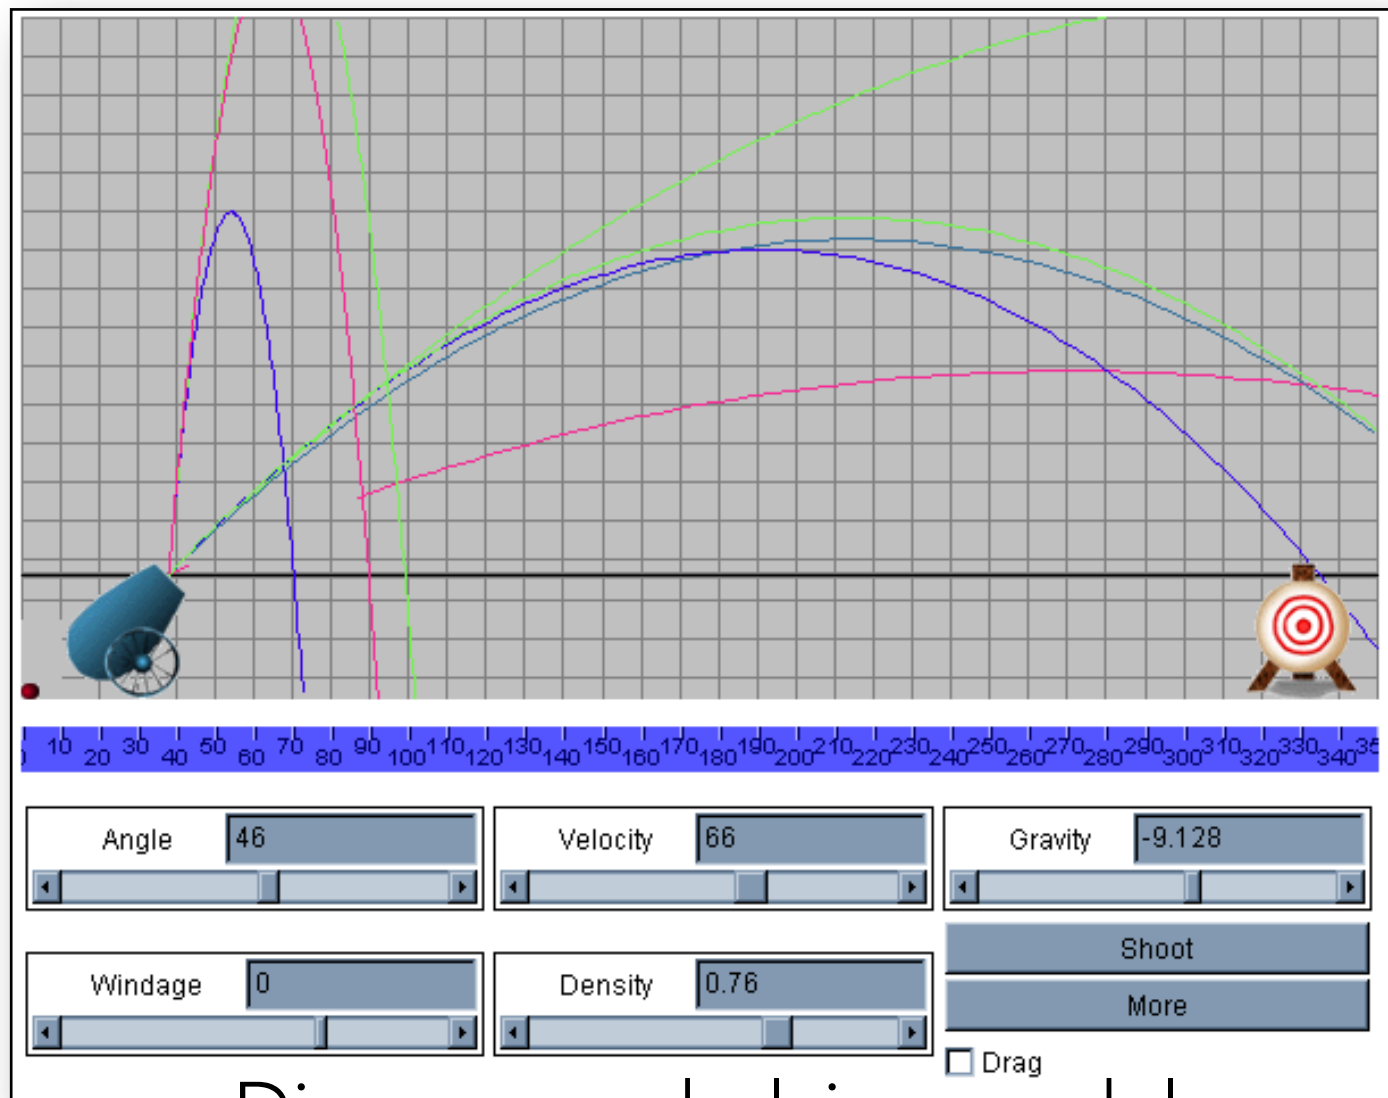 10 30 50 70 90 110 130 150 170 190 210 230 250 270 290 310 330 35
20 40 60 80 100 120 140 160 180 200 220 240 260 280 300 320 340
Angle 46 Velocity 66 Gravity -9.128
Shoot
Windage 0 Density 0.76
More
Drag